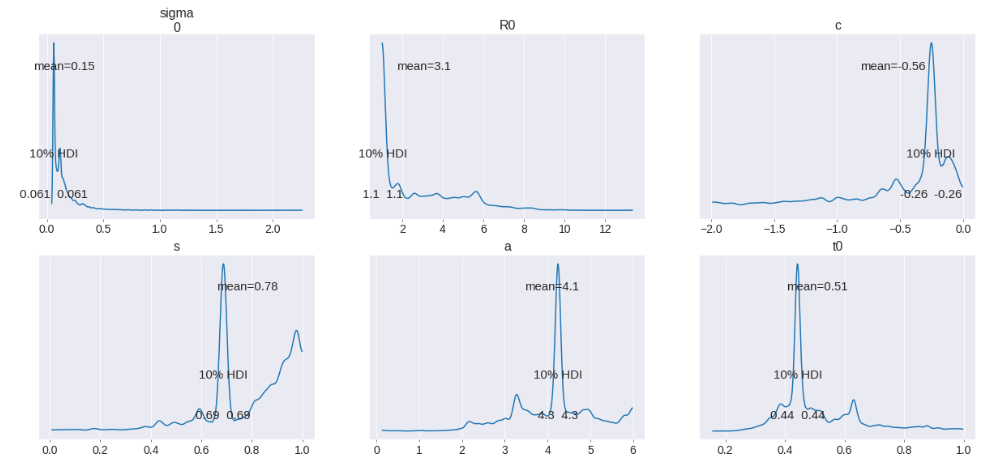 sigma
0
mean=0.15
10% HDI
0.061 0.061
0.0 0.5 1.0 1.5 2.0
R0
mean=3.1
10% HDI
1.1 1.1
2 4 6 8 10 12
c
mean=-0.56
10% HDI
-0.26 -0.26
−2.0 −1.5 −1.0 −0.5 0.0
s
mean=0.78
10% HDI
0.69 0.69
0.0 0.2 0.4 0.6 0.8 1.0
a
mean=4.1
10% HDI
4.3 4.3
0 1 2 3 4 5 6
t0
mean=0.51
10% HDI
0.44 0.44
0.2 0.4 0.6 0.8 1.0